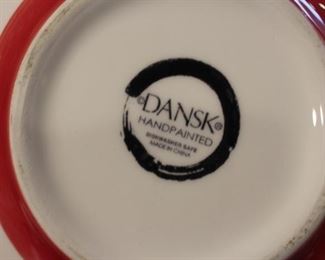 ©DANSK®
HANDPAINTED
DISHWASHER SAFE
MADE IN CHINA